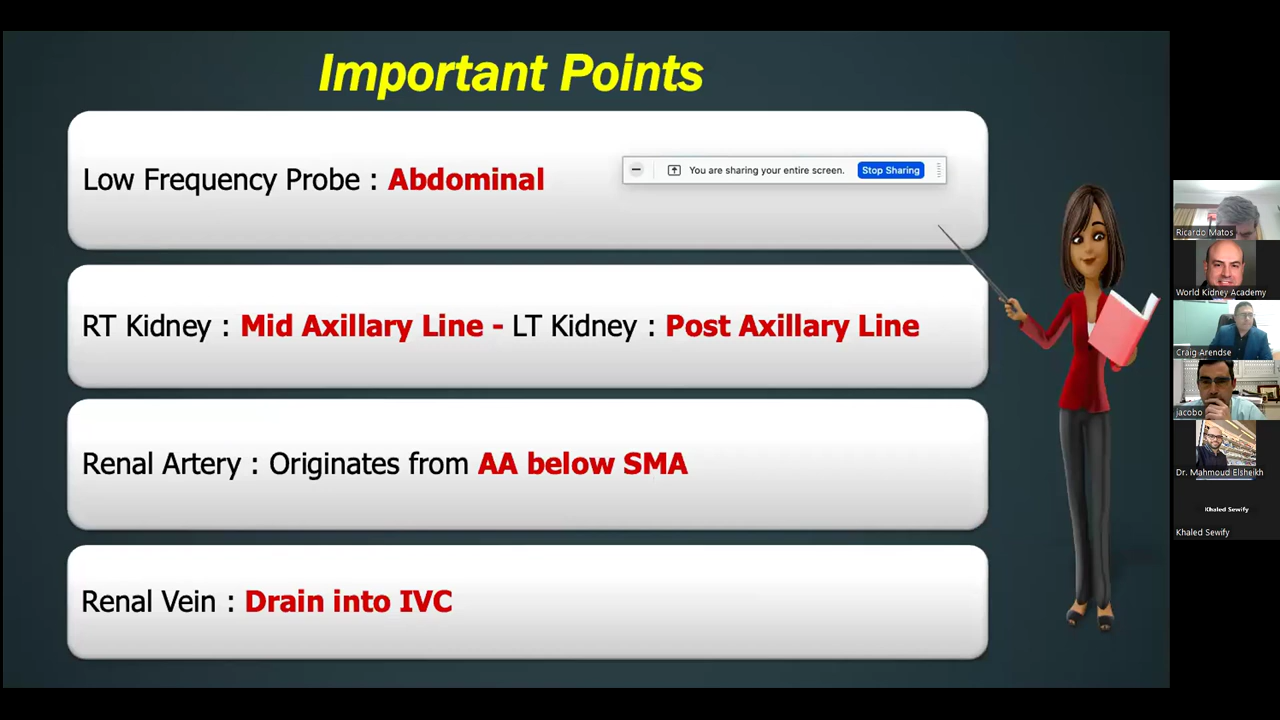 Important Points
Low Frequency Probe : Abdominal
You are sharing your entire screen. Stop Sharing
RT Kidney : Mid Axillary Line - LT Kidney : Post Axillary Line
Renal Artery : Originates from AA below SMA
Renal Vein : Drain into IVC
Ricardo Matos
World Kidney Academy
Craig Arendse
jacobo
Dr. Mahmoud Elsheikh
Khaled Sewify
Khaled Sewify